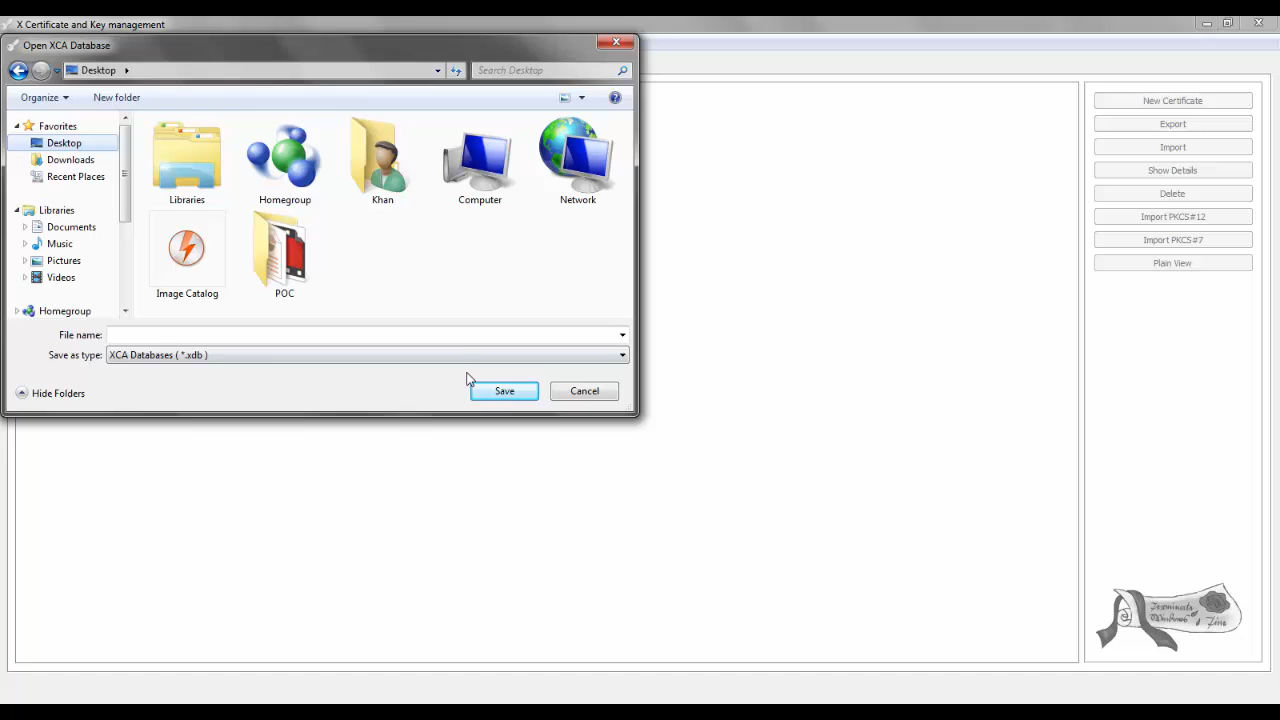 X Certificate and Key management
Open XCA Database
Desktop
Search Desktop
Organize
New folder
Favorites
Desktop
Downloads
Recent Places
Libraries
Documents
Music
Pictures
Videos
Homegroup
Libraries
Homegroup
Khan
Computer
Network
Image Catalog
POC
File name:
Save as type:
XCA Databases ( *.xdb )
Hide Folders
Save
Cancel
New Certificate
Export
Import
Show Details
Delete
Import PKCS#12
Import PKCS#7
Plain View